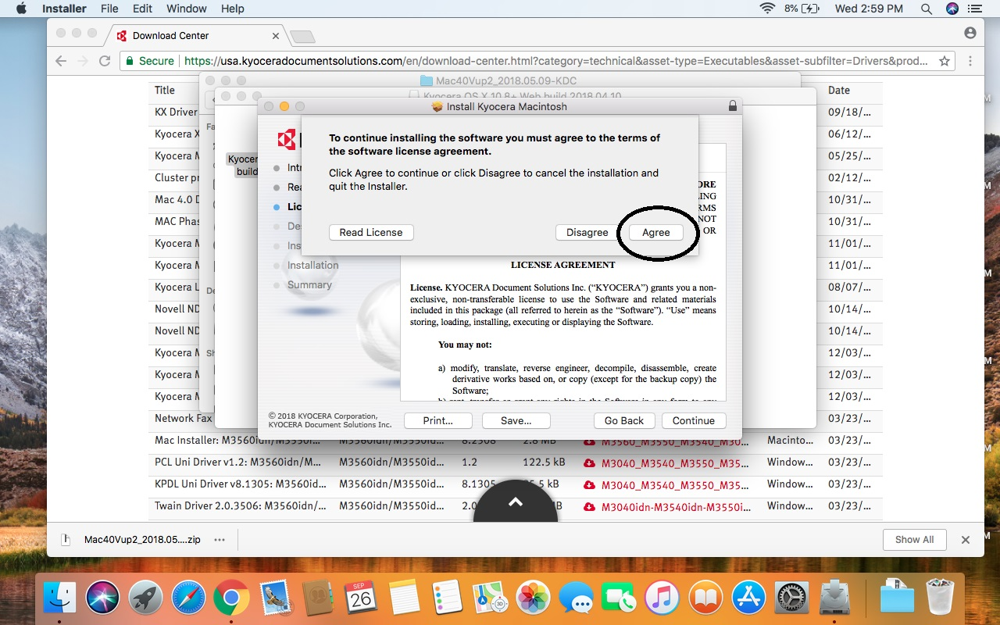 Installer File Edit Window Help 8% Wed 2:59 PM
Download Center
Secure https://usa.kyoceradocumentsolutions.com/en/download-center.html?category=technical&asset-type=Executables&asset-subfilter=Drivers&prod...
Mac40Vup2_2018.05.09-KDC
Kyocera OS X 10.8+ Web build 2018.04.10
Install Kyocera Macintosh
Title Date
KX Driver 09/18/...
Kyocera X 06/12/...
Kyocera M 05/25/...
Cluster pr 02/12/...
Mac 4.0 D 10/31/...
MAC Phas 10/31/...
Kyocera M 11/01/...
Kyocera M 11/01/...
Kyocera L 08/07/...
Novell ND 10/14/...
Novell ND 10/14/...
Kyocera M 12/03/...
Kyocera M 12/03/...
Kyocera M 12/03/...
Network Fax 03/23/...
Fa
De
Sh
Kyocer
build
To continue installing the software you must agree to the terms of
the software license agreement.
Click Agree to continue or click Disagree to cancel the installation and
quit the Installer.
Read License Disagree Agree
Int
Rea
Lic
Des
Ins
Installation
Summary
ORE
ING
RMS
NOT
OR
LICENSE AGREEMENT
License. KYOCERA Document Solutions Inc. (“KYOCERA”) grants you a non-
exclusive, non-transferable license to use the Software and related materials
included in this package (all referred to herein as the “Software”). “Use” means
storing, loading, installing, executing or displaying the Software.
You may not:
a) modify, translate, reverse engineer, decompile, disassemble, create
derivative works based on, or copy (except for the backup copy) the
Software;
© 2018 KYOCERA Corporation,
KYOCERA Document Solutions Inc.
Print... Save... Go Back Continue
Mac Installer: M3560idn/M3550i... M3560idn/M3550idn... 8.2308 2.8 MB M3560_M3550_M3540_M30... Macinto... 03/23/...
PCL Uni Driver v1.2: M3560idn/M... M3560idn/M3550idn... 1.2 122.5 kB M3040_M3540_M3550_M35... Window... 03/23/...
KPDL Uni Driver v8.1305: M3560id... M3560idn/M3550idn... 8.1305 5.5 kB M3040_M3540_M3550_M35... Window... 03/23/...
Twain Driver 2.0.3506: M3560idn/... M3560idn/M3550idn... 2.0 MB M3040idn-M3540idn-M3550i... Window... 03/23/...
Mac40Vup2_2018.05....zip Show All
SEP
26
3D